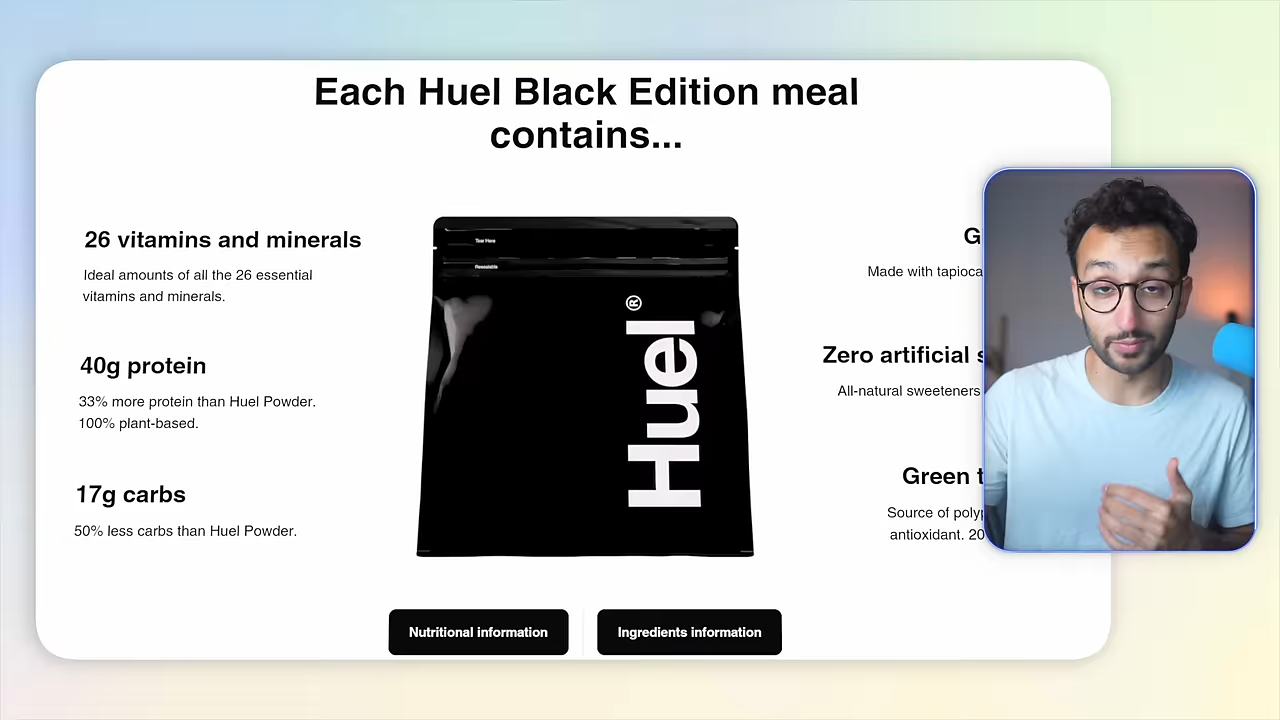 Each Huel Black Edition meal
contains...
26 vitamins and minerals
Ideal amounts of all the 26 essential
vitamins and minerals.
40g protein
33% more protein than Huel Powder.
100% plant-based.
17g carbs
50% less carbs than Huel Powder.
Tear Here
Resealable
Huel®
G
Made with tapioca
Zero artificial s
All-natural sweeteners
Green t
Source of polyp
antioxidant. 20
Nutritional information
Ingredients information